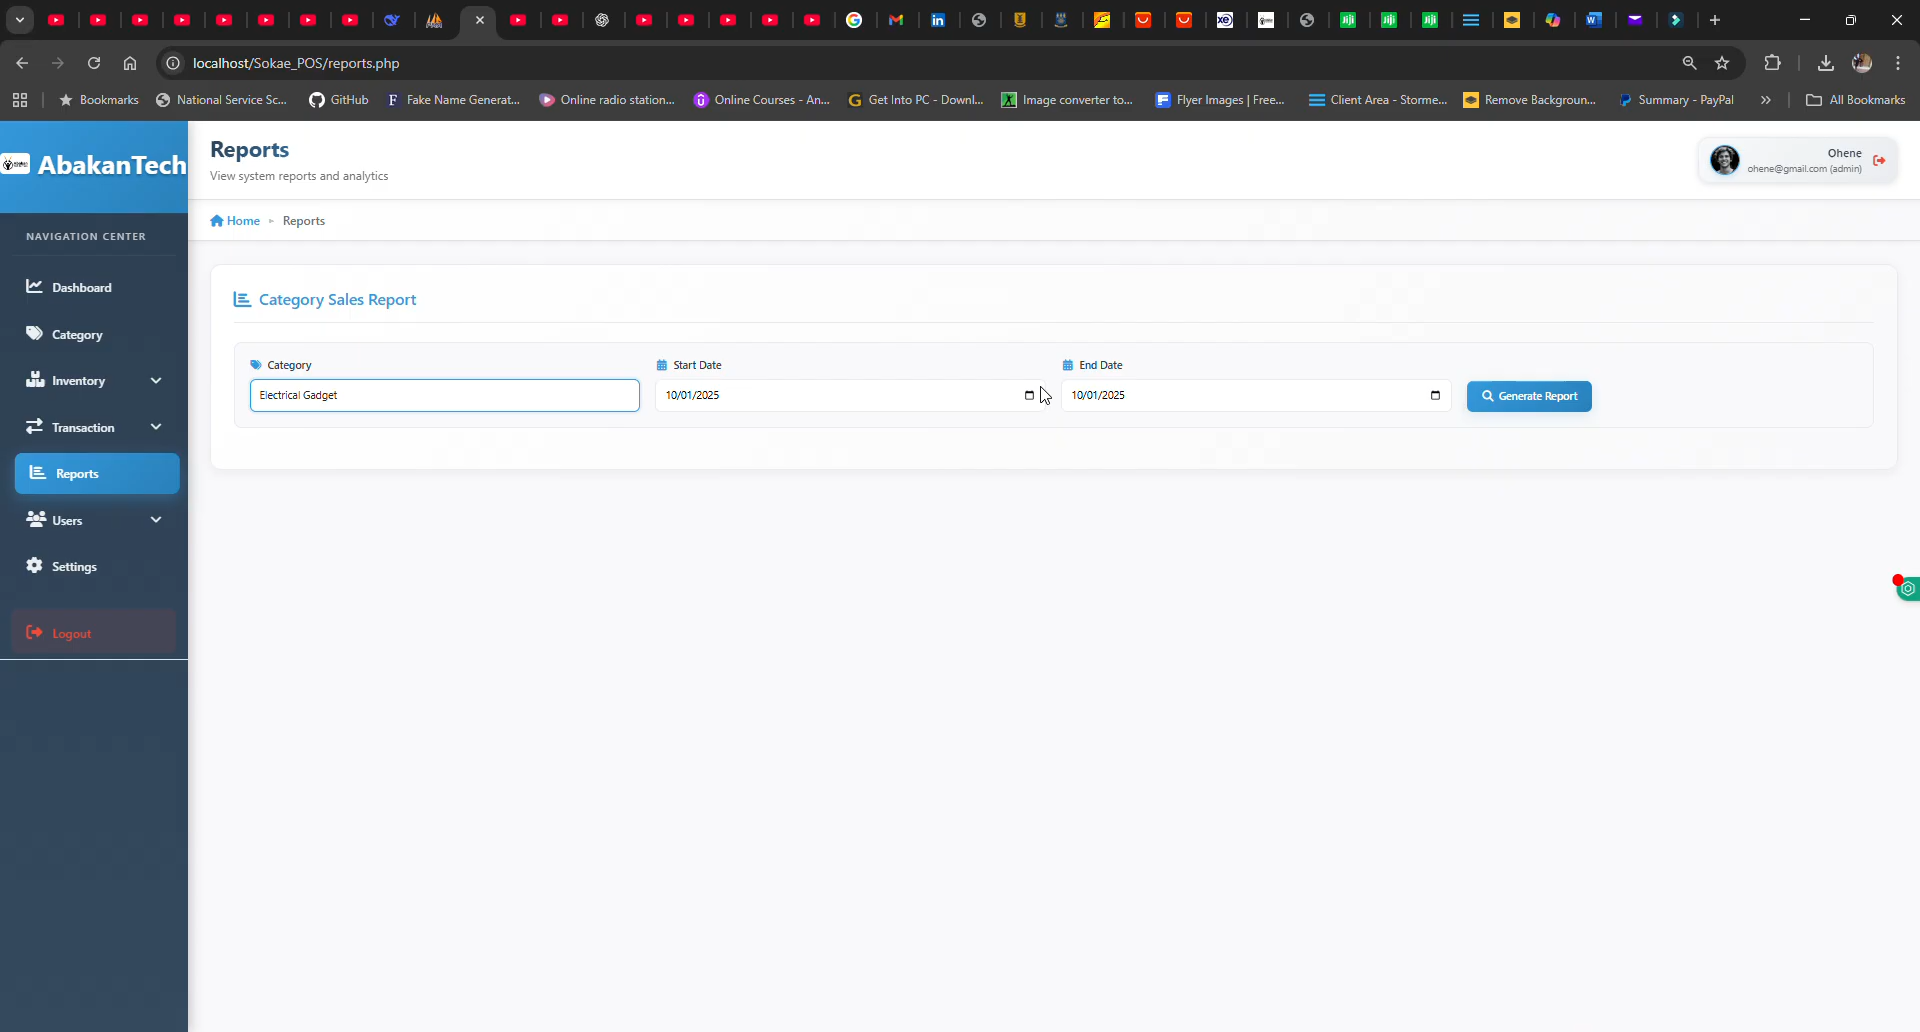 localhost/Sokae_POS/reports.php
Bookmarks
National Service Sc...
GitHub
Fake Name Generat...
Online radio station...
Online Courses - An...
Get Into PC - Downl...
Image converter to...
Flyer Images | Free...
Client Area - Storme...
Remove Backgroun...
Summary - PayPal
All Bookmarks
AbakanTech
Reports
View system reports and analytics
Ohene
ohene@gmail.com (admin)
Home
Reports
NAVIGATION CENTER
Dashboard
Category
Inventory
Transaction
Reports
Users
Settings
Logout
Category Sales Report
Category
Start Date
End Date
Electrical Gadget
10/01/2025
10/01/2025
Generate Report